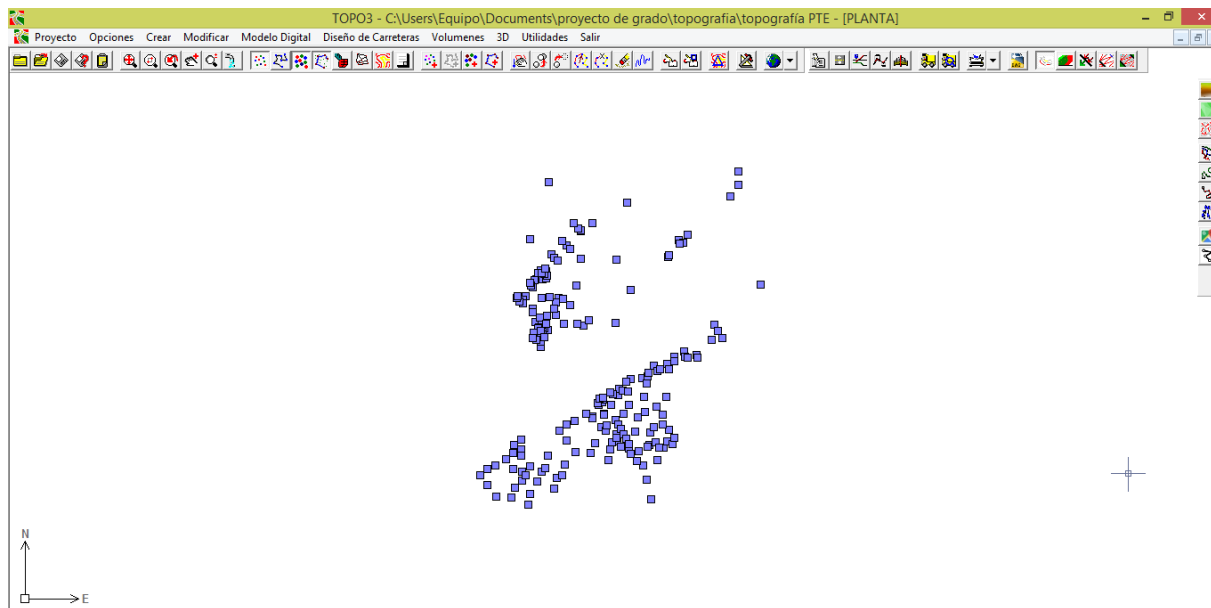 TOPO3 - C:\Users\Equipo\Documents\proyecto de grado\topografia\topografía PTE - [PLANTA]
Proyecto Opciones Crear Modificar Modelo Digital Diseño de Carreteras Volumenes 3D Utilidades Salir
N
E